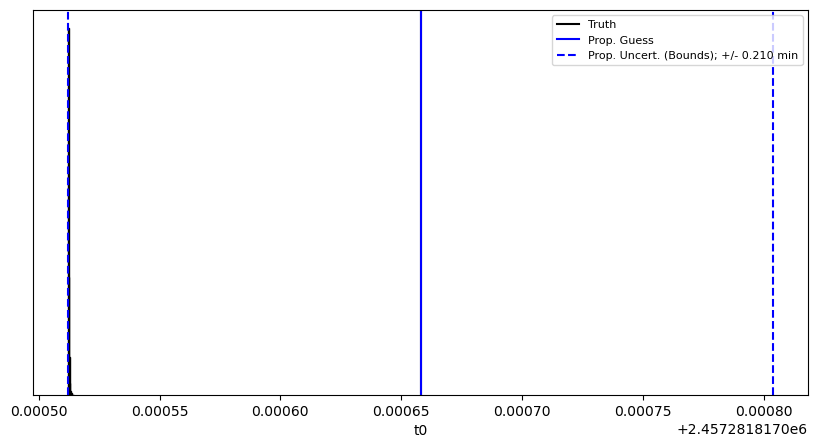 Truth
Prop. Guess
Prop. Uncert. (Bounds); +/- 0.210 min
0.00050 0.00055 0.00060 0.00065 0.00070 0.00075 0.00080
t0
+2.4572818170e6